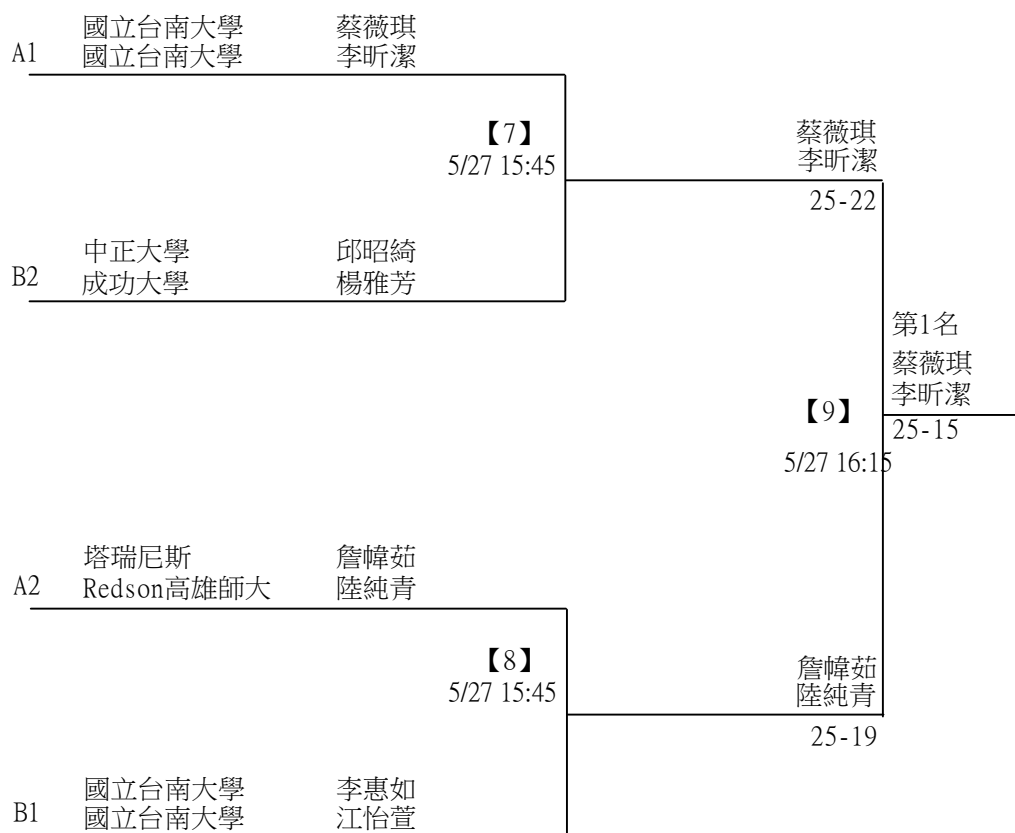 A1 國立台南大學 蔡薇琪
國立台南大學 李昕潔
【7】
5/27 15:45
蔡薇琪
李昕潔
25-22
B2 中正大學 邱昭綺
成功大學 楊雅芳
第1名
蔡薇琪
李昕潔
【9】
25-15
5/27 16:15
A2 塔瑞尼斯 詹幃茹
Redson高雄師大 陸純青
【8】
5/27 15:45
詹幃茹
陸純青
25-19
B1 國立台南大學 李惠如
國立台南大學 江怡萱